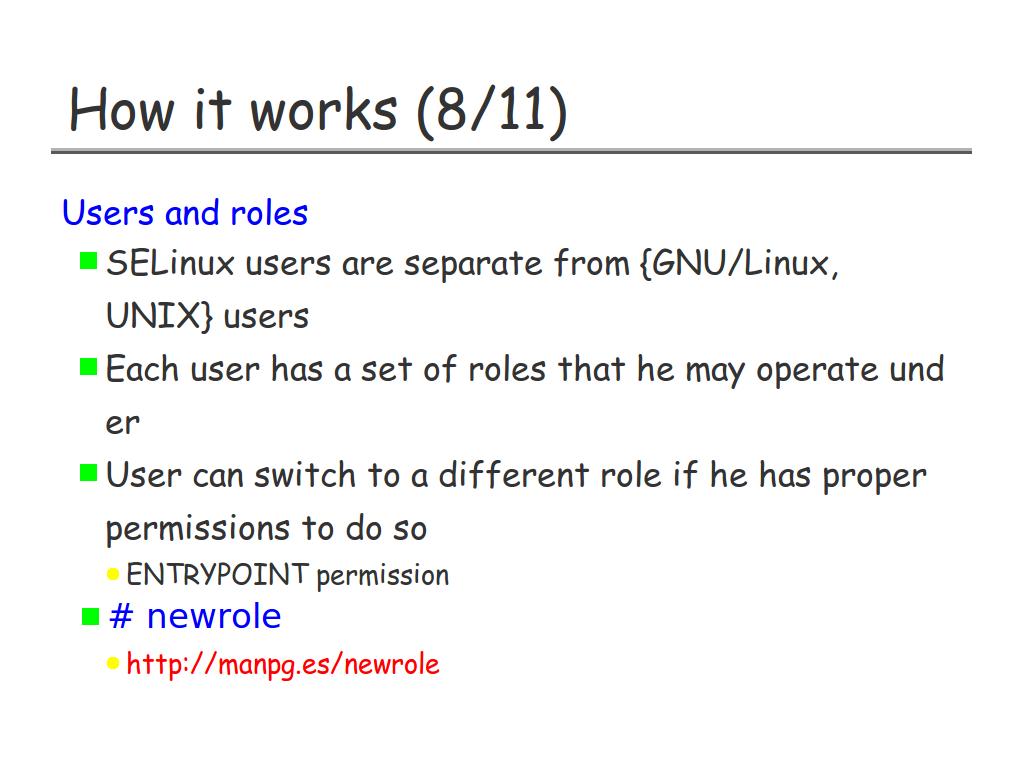 How it works (8/11)
Users and roles
SELinux users are separate from {GNU/Linux,
UNIX} users
Each user has a set of roles that he may operate und
er
User can switch to a different role if he has proper
permissions to do so
ENTRYPOINT permission
# newrole
http://manpg.es/newrole